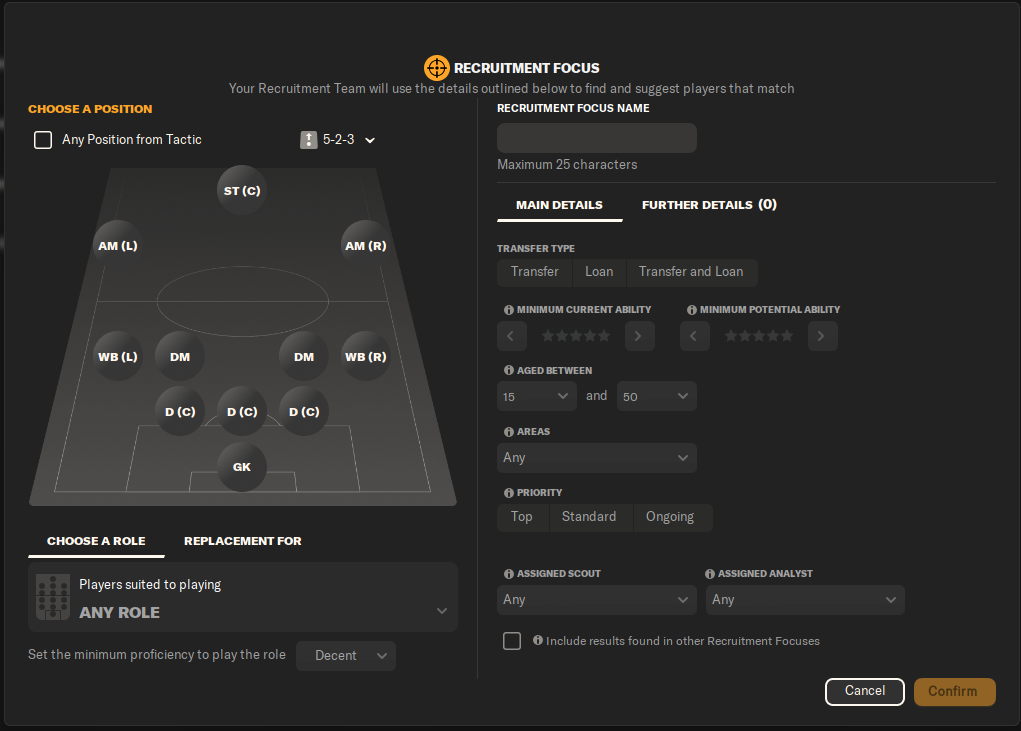 RECRUITMENT FOCUS
Your Recruitment Team will use the details outlined below to find and suggest players that match
CHOOSE A POSITION
Any Position from Tactic
5-2-3
ST (C)
AM (L)
AM (R)
WB (L)
DM
DM
WB (R)
D (C)
D (C)
D (C)
GK
CHOOSE A ROLE
REPLACEMENT FOR
Players suited to playing
ANY ROLE
Set the minimum proficiency to play the role
Decent
RECRUITMENT FOCUS NAME
Maximum 25 characters
MAIN DETAILS
FURTHER DETAILS (0)
TRANSFER TYPE
Transfer
Loan
Transfer and Loan
MINIMUM CURRENT ABILITY
MINIMUM POTENTIAL ABILITY
AGED BETWEEN
15
and
50
AREAS
Any
PRIORITY
Top
Standard
Ongoing
ASSIGNED SCOUT
ASSIGNED ANALYST
Any
Any
Include results found in other Recruitment Focuses
Cancel
Confirm